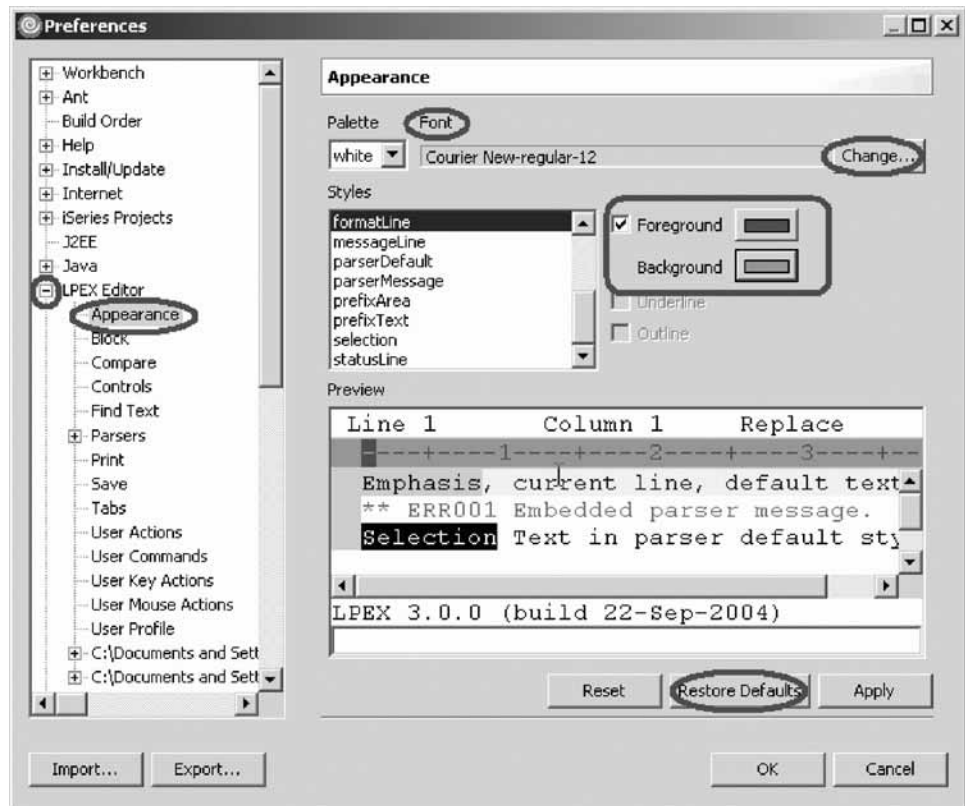 Preferences
Workbench
Ant
Build Order
Help
Install/Update
Internet
iSeries Projects
J2EE
Java
LPEX Editor
Appearance
Block
Compare
Controls
Find Text
Parsers
Print
Save
Tabs
User Actions
User Commands
User Key Actions
User Mouse Actions
User Profile
C:\Documents and Sett
C:\Documents and Sett
Appearance
Palette Font
white Courier New-regular-12 Change...
Styles
formatLine
messageLine
parserDefault
parserMessage
prefixArea
prefixText
selection
statusLine
Foreground
Background
Underline
Outline
Preview
Line 1 Column 1 Replace
----+----1----+----2----+----3----+--
Emphasis, current line, default text
** ERR001 Embedded parser message.
Selection Text in parser default sty
LPEX 3.0.0 (build 22-Sep-2004)
Reset Restore Defaults Apply
Import... Export... OK Cancel